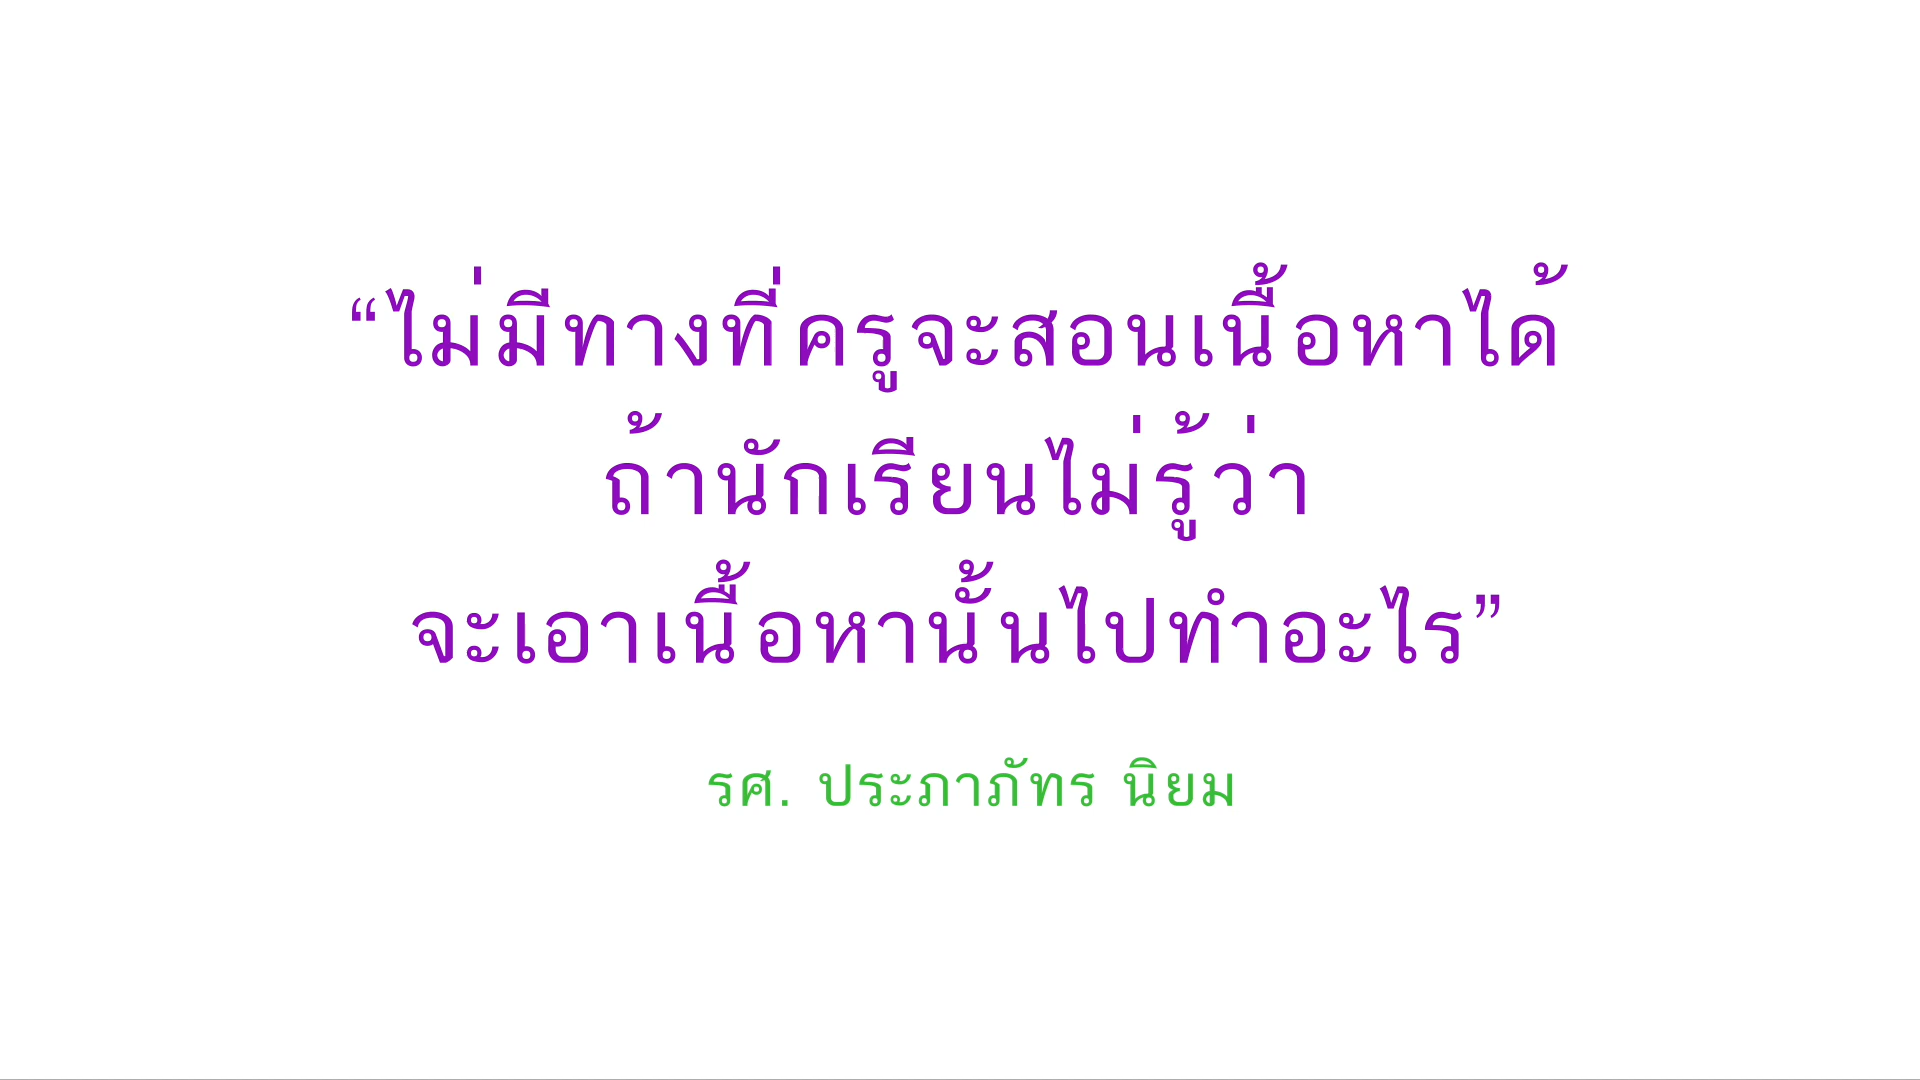 “ไม่มีทางที่ครูจะสอนเนื้อหาได้
ถ้านักเรียนไม่รู้ว่า
จะเอาเนื้อหานั้นไปทำอะไร”
รศ. ประภาภัทร นิยม